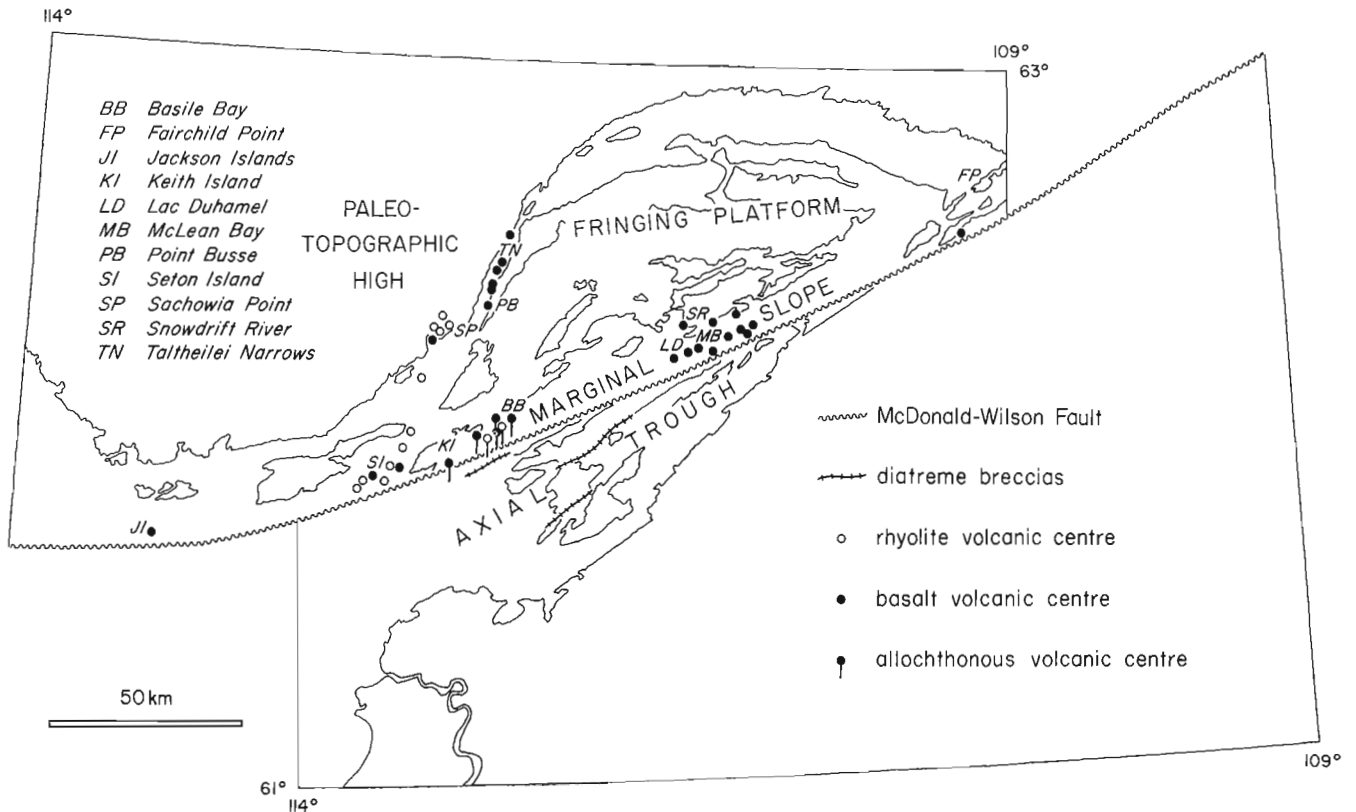 114°
109°
63°
BB Basile Bay
FP Fairchild Point
JI Jackson Islands
KI Keith Island
LD Lac Duhamel
MB McLean Bay
PB Point Busse
SI Seton Island
SP Sachowia Point
SR Snowdrift River
TN Taltheilei Narrows
PALEO-
TOPOGRAPHIC
HIGH
FRINGING PLATFORM
FP
TN
PB
SP
SR
LD
MB
MARGINAL SLOPE
BB
KI
SI
JI
AXIAL TROUGH
McDonald-Wilson Fault
diatreme breccias
rhyolite volcanic centre
basalt volcanic centre
allochthonous volcanic centre
50 km
61°
114°
109°